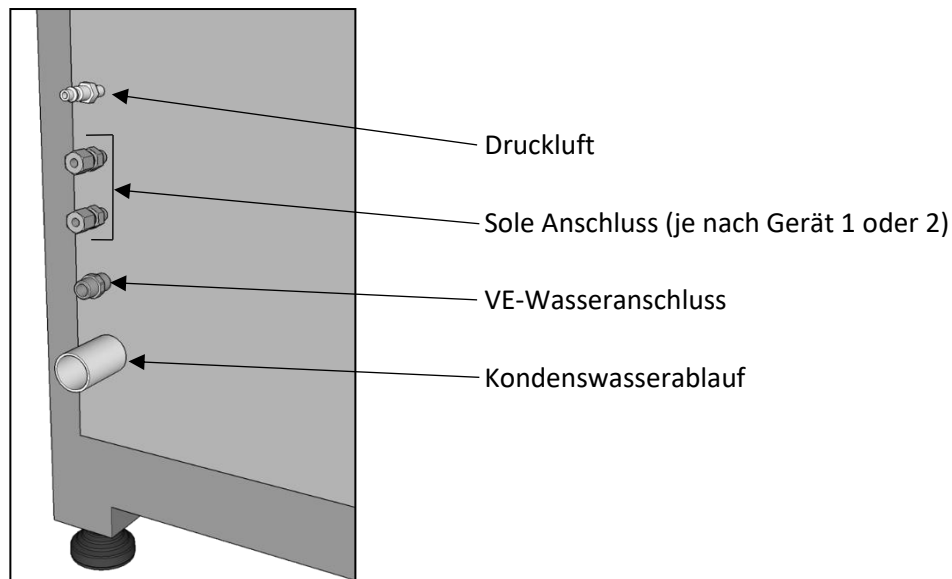 Druckluft
Sole Anschluss (je nach Gerät 1 oder 2)
VE-Wasseranschluss
Kondenswasserablauf